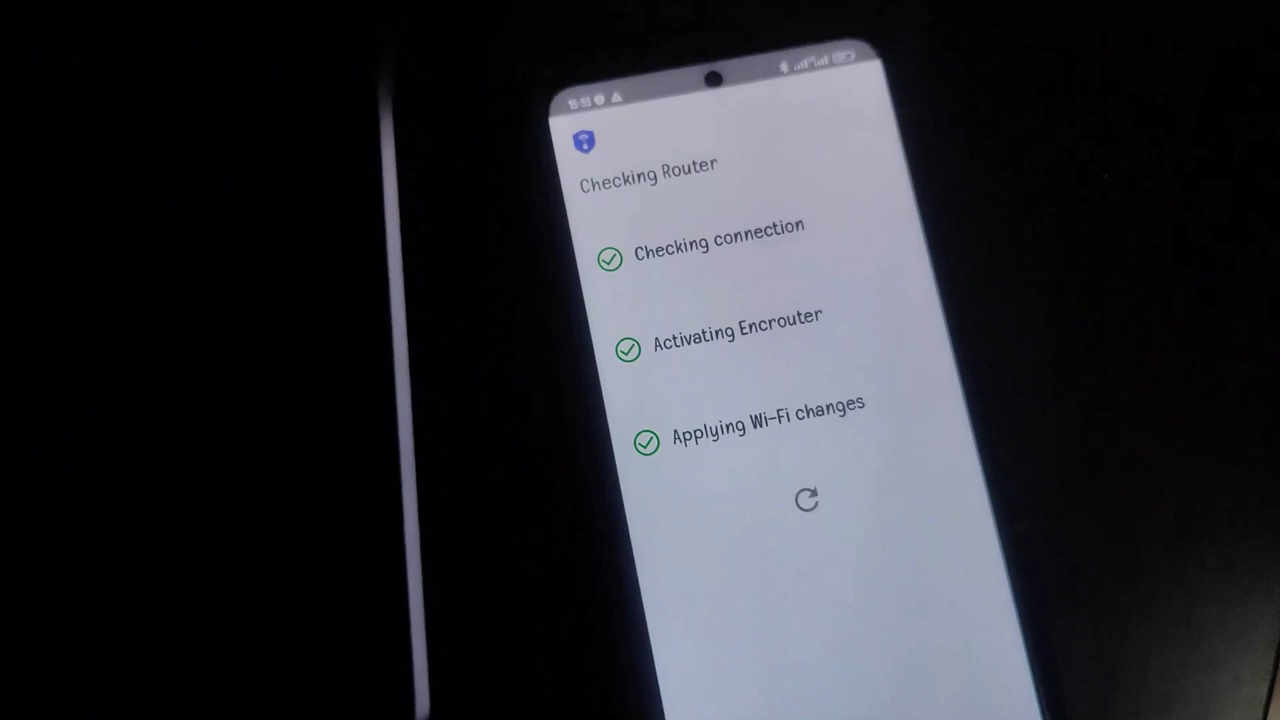 Checking Router
Checking connection
Activating Encrouter
Applying Wi-Fi changes